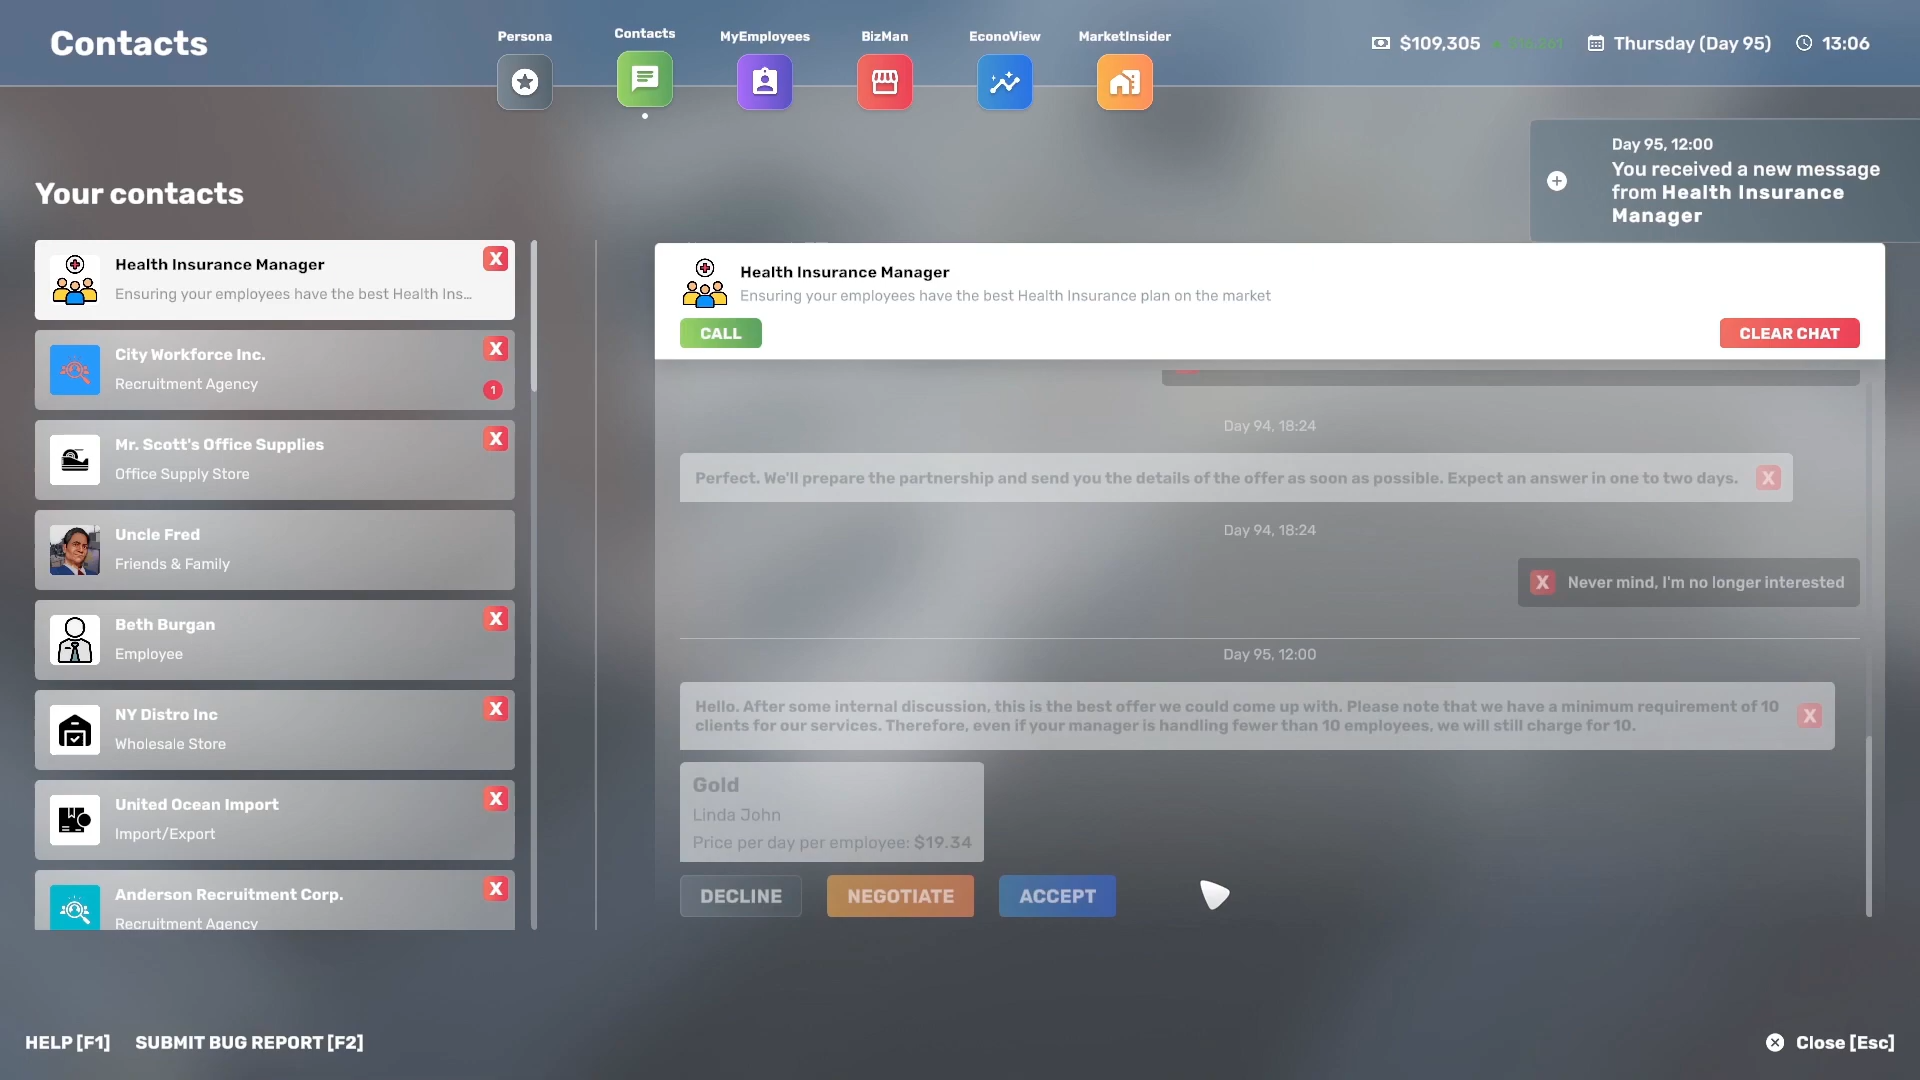 Contacts
Persona
Contacts
MyEmployees
BizMan
EconoView
MarketInsider
$109,305
Thursday (Day 95)
13:06
Day 95, 12:00
You received a new message
from Health Insurance
Manager
Your contacts
Health Insurance Manager
Ensuring your employees have the best Health Ins...
X
City Workforce Inc.
Recruitment Agency
X
1
Mr. Scott's Office Supplies
Office Supply Store
X
Uncle Fred
Friends & Family
Beth Burgan
Employee
X
NY Distro Inc
Wholesale Store
X
United Ocean Import
Import/Export
X
Anderson Recruitment Corp.
Recruitment Agency
X
Health Insurance Manager
Ensuring your employees have the best Health Insurance plan on the market
CALL
CLEAR CHAT
Day 94, 18:24
Perfect. We'll prepare the partnership and send you the details of the offer as soon as possible. Expect an answer in one to two days.
X
Day 94, 18:24
X
Never mind, I'm no longer interested
Day 95, 12:00
Hello. After some internal discussion, this is the best offer we could come up with. Please note that we have a minimum requirement of 10
clients for our services. Therefore, even if your manager is handling fewer than 10 employees, we will still charge for 10.
X
Gold
Linda John
Price per day per employee: $19.34
DECLINE
NEGOTIATE
ACCEPT
HELP [F1]
SUBMIT BUG REPORT [F2]
Close [Esc]